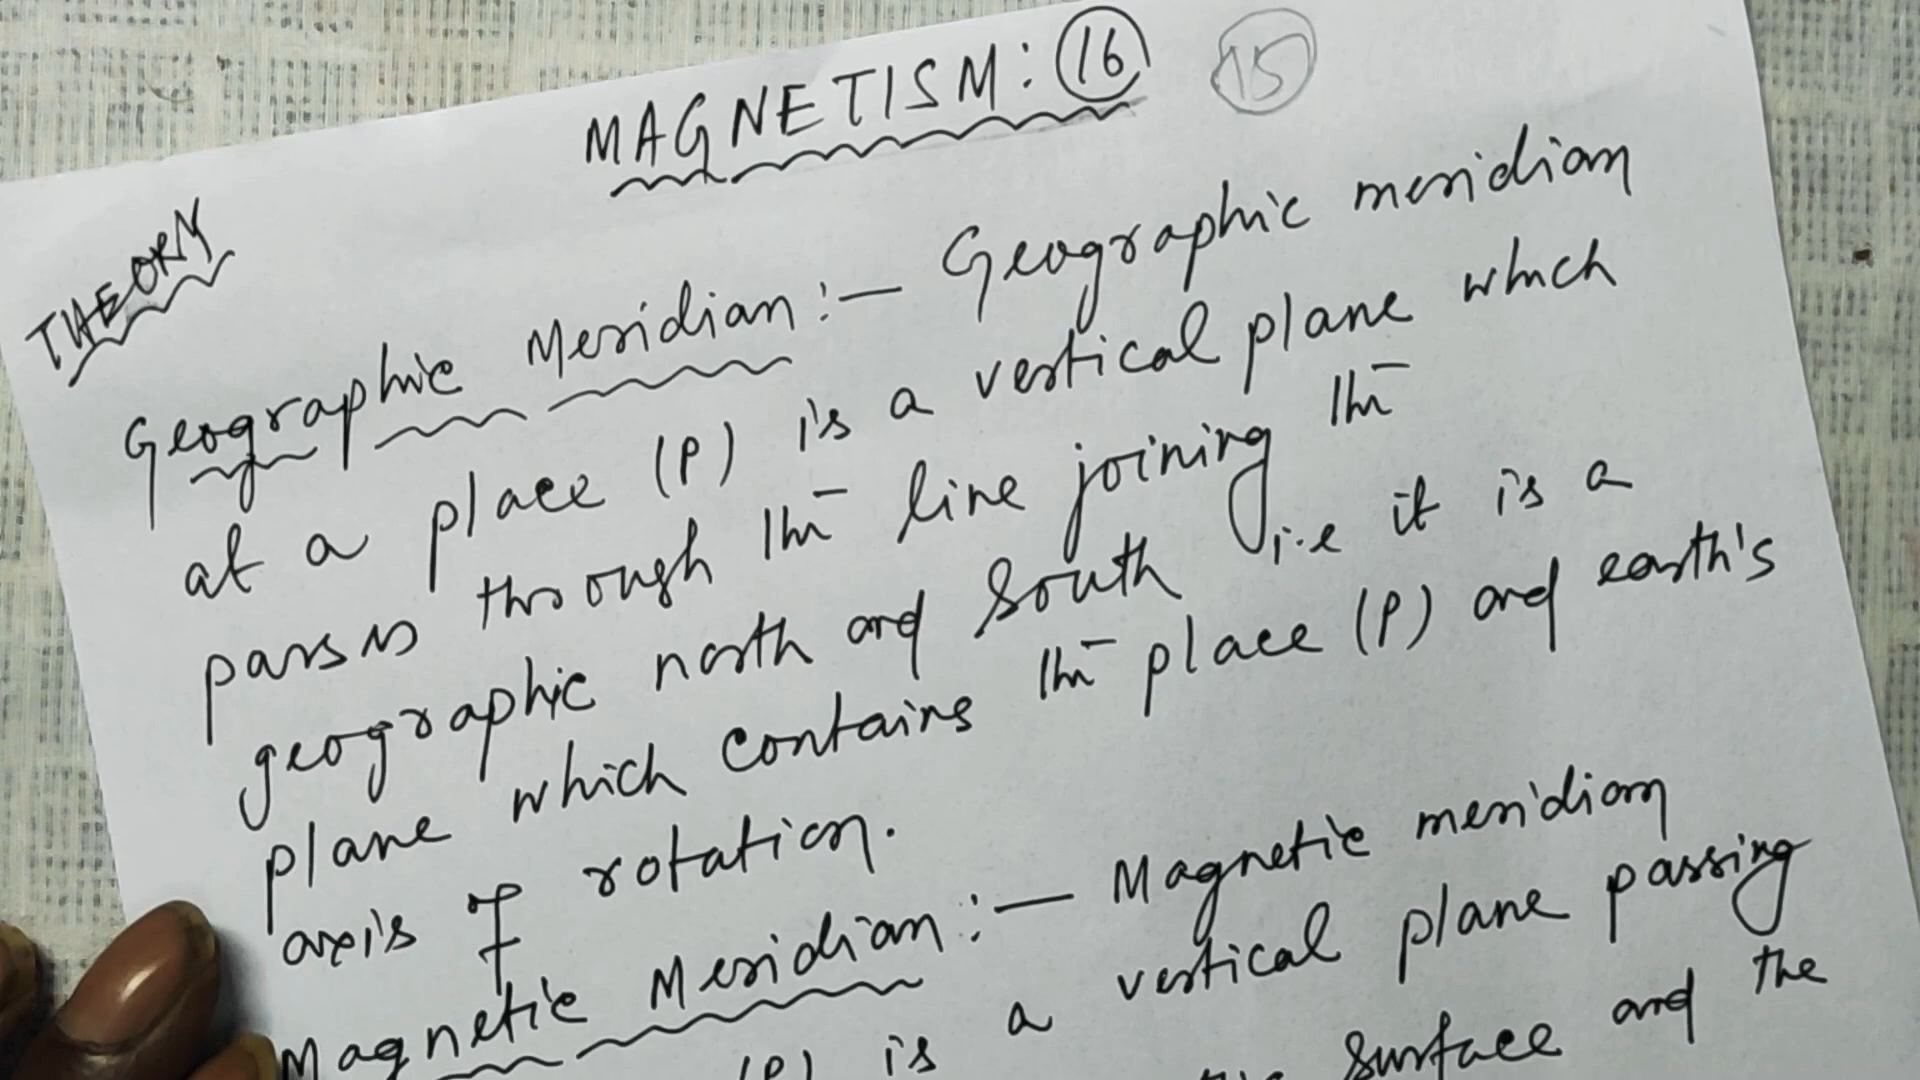 MAGNETISM: 16 15
THEORY
Geographic Meridian:— Geographic meridian
at a place (P) is a vertical plane which
passes through the line joining the
geographic north and south i.e it is a
plane which contains the place (P) and earth's
axis of rotation.
Magnetic Meridian:— Magnetic meridian
(P) is a vertical plane passing
surface and the